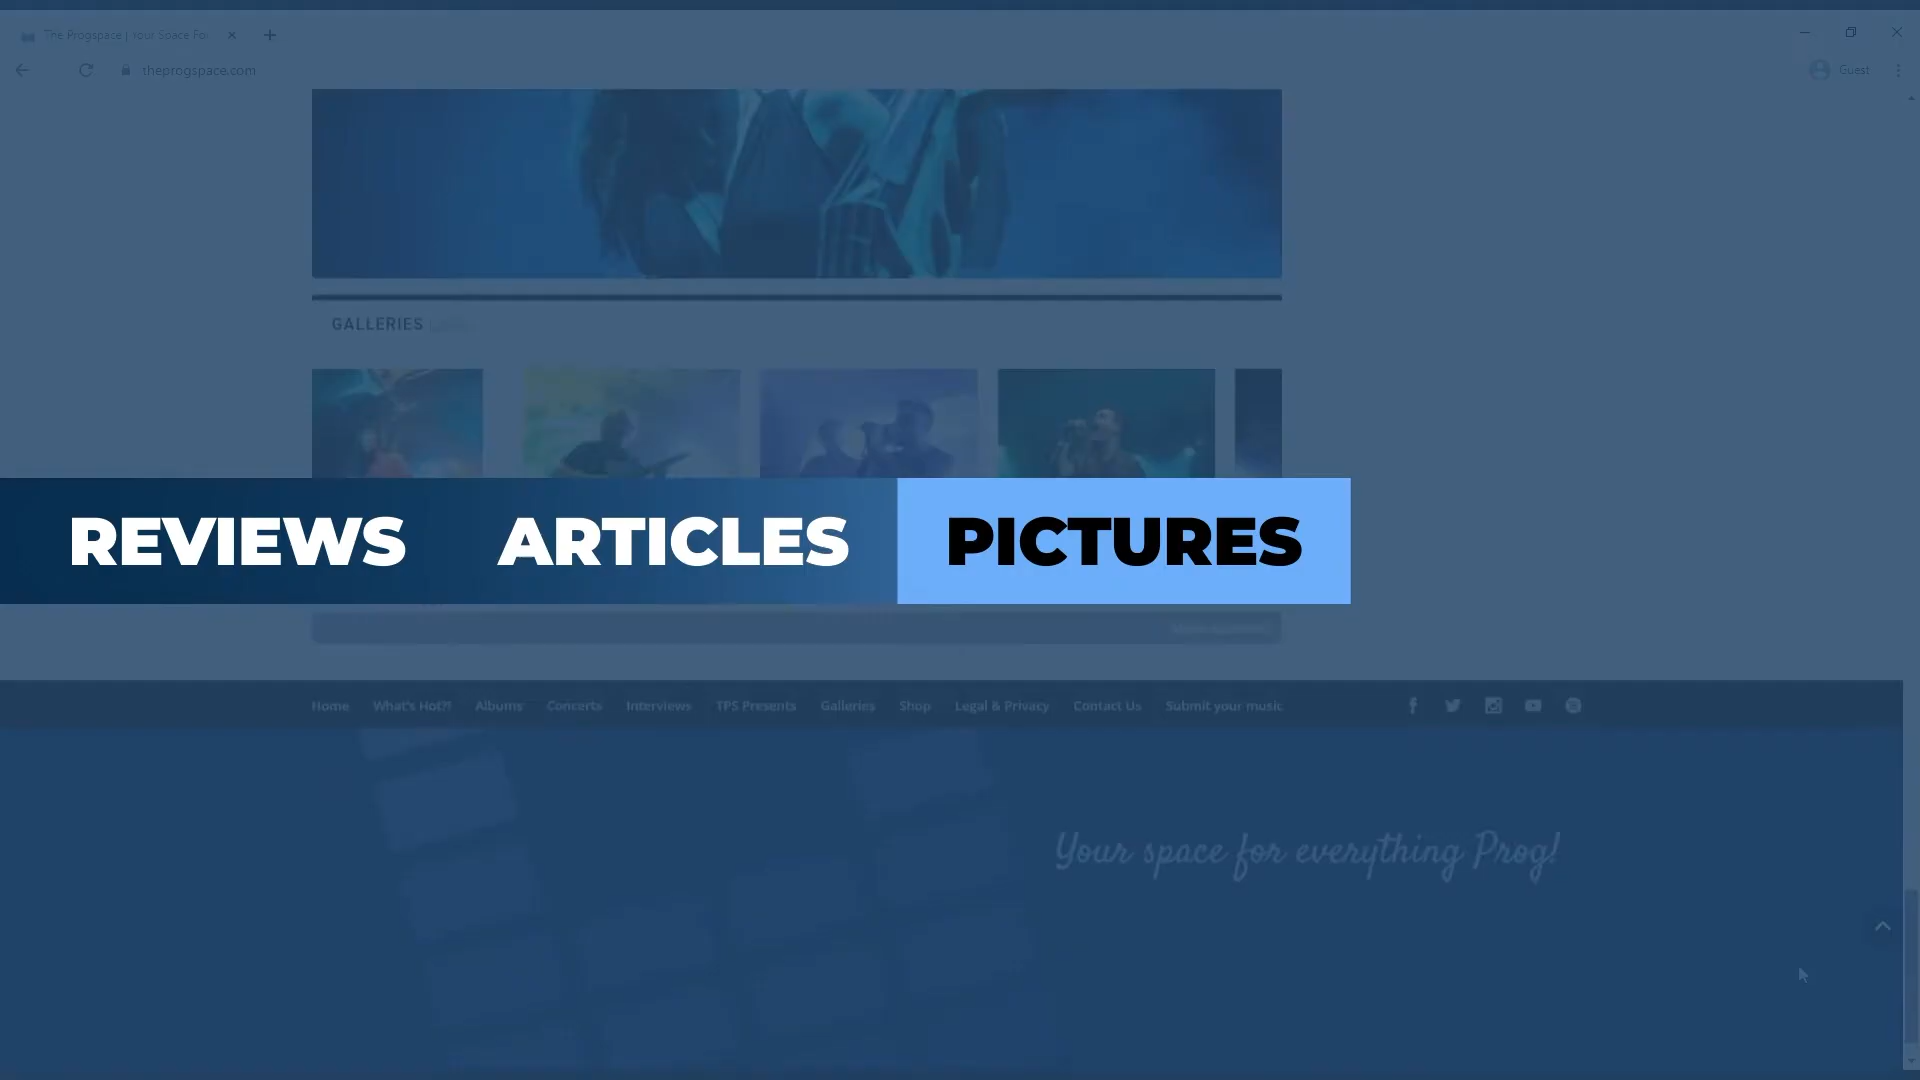 The Progspace | Your Space For
theprogspace.com
Guest
GALLERIES
REVIEWS ARTICLES PICTURES
Home What's Hot?! Albums Concerts Interviews TPS Presents Galleries Shop Legal & Privacy Contact Us Submit your music
Your space for everything Prog!